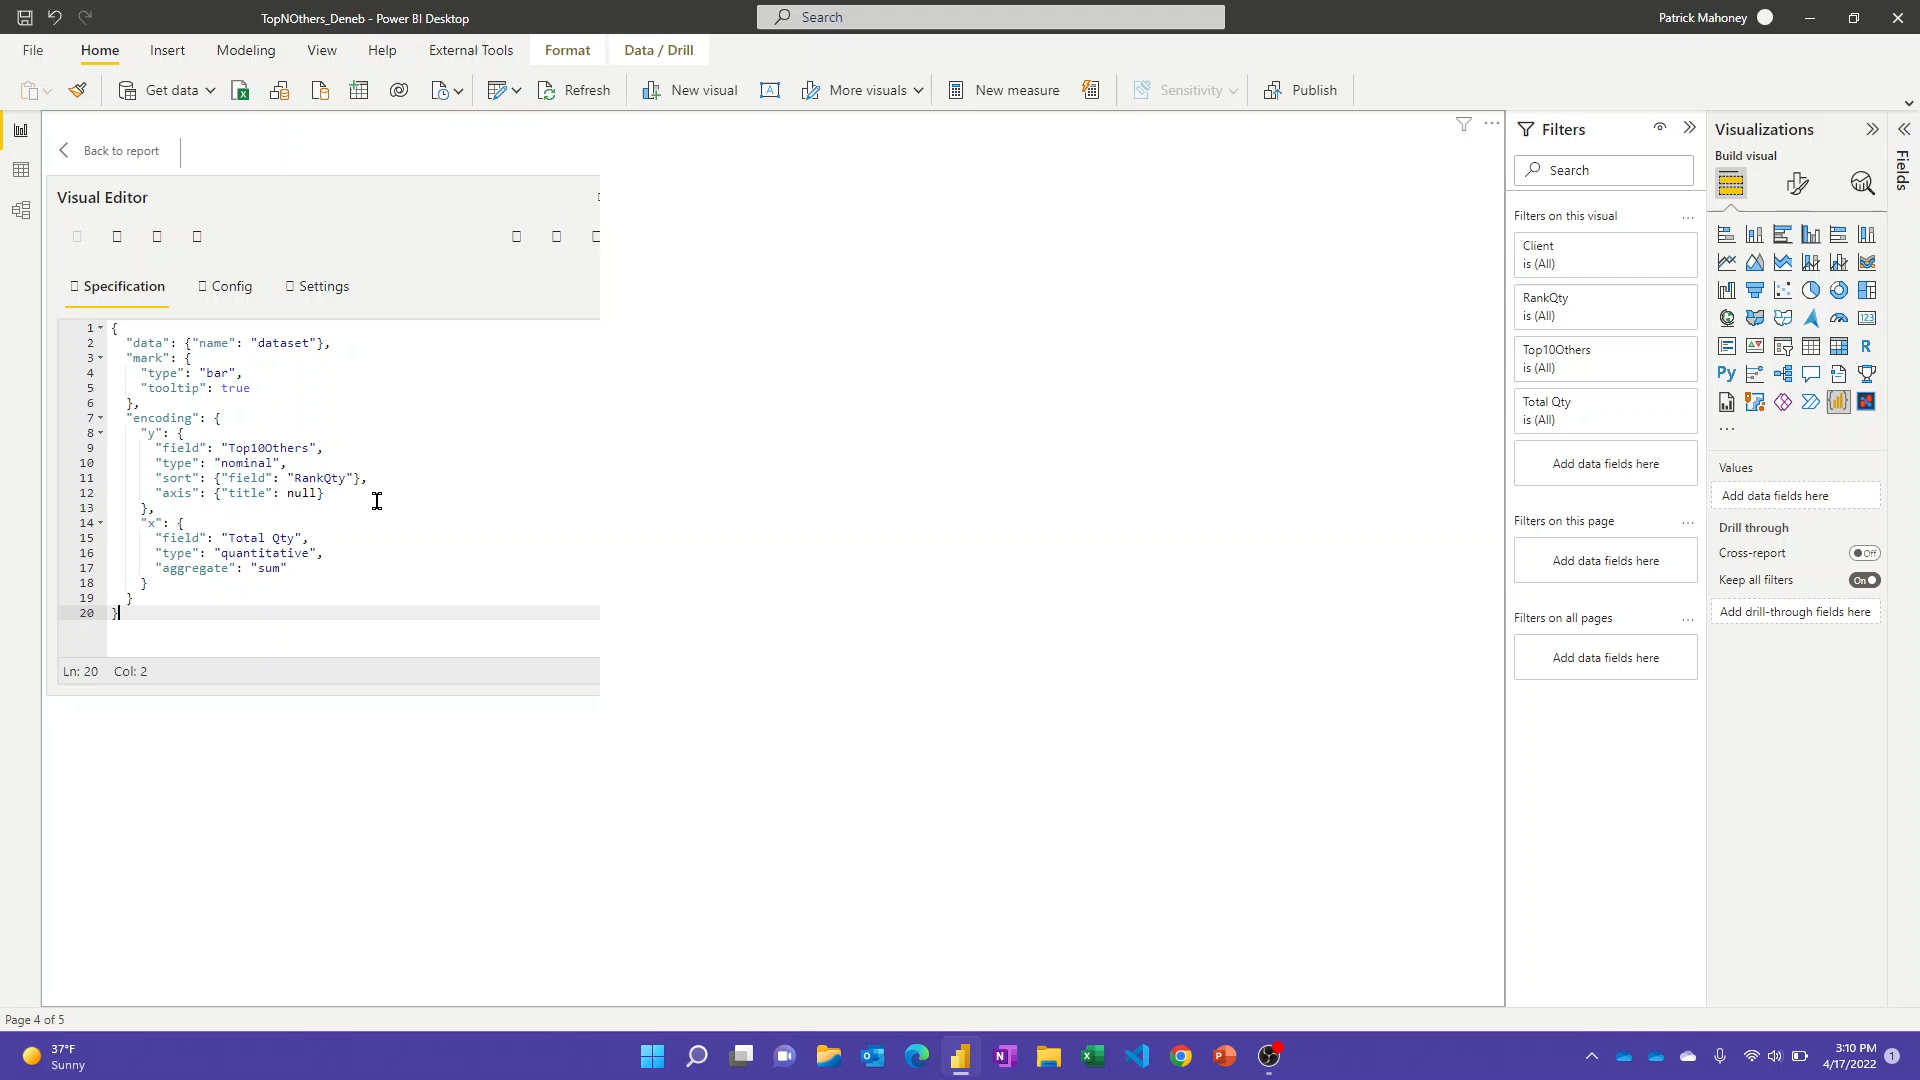 TopNOthers_Deneb - Power BI Desktop
Search
Patrick Mahoney
File
Home
Insert
Modeling
View
Help
External Tools
Format
Data / Drill
Get data
Refresh
New visual
More visuals
New measure
Sensitivity
Publish
Back to report
Visual Editor
Specification
Config
Settings
1 {
2 "data": {"name": "dataset"},
3 "mark": {
4 "type": "bar",
5 "tooltip": true
6 },
7 "encoding": {
8 "y": {
9 "field": "Top10Others",
10 "type": "nominal",
11 "sort": {"field": "RankQty"},
12 "axis": {"title": null}
13 },
14 "x": {
15 "field": "Total Qty",
16 "type": "quantitative",
17 "aggregate": "sum"
18 }
19 }
20 }
Ln: 20 Col: 2
Filters
Search
Filters on this visual
...
Client
is (All)
RankQty
is (All)
Top10Others
is (All)
Total Qty
is (All)
Add data fields here
Filters on this page
...
Add data fields here
Filters on all pages
...
Add data fields here
Visualizations
Build visual
123
R
Py
...
Values
Add data fields here
Drill through
Cross-report
Off
Keep all filters
On
Add drill-through fields here
Fields
Page 4 of 5
37°F
Sunny
3:10 PM
4/17/2022
1